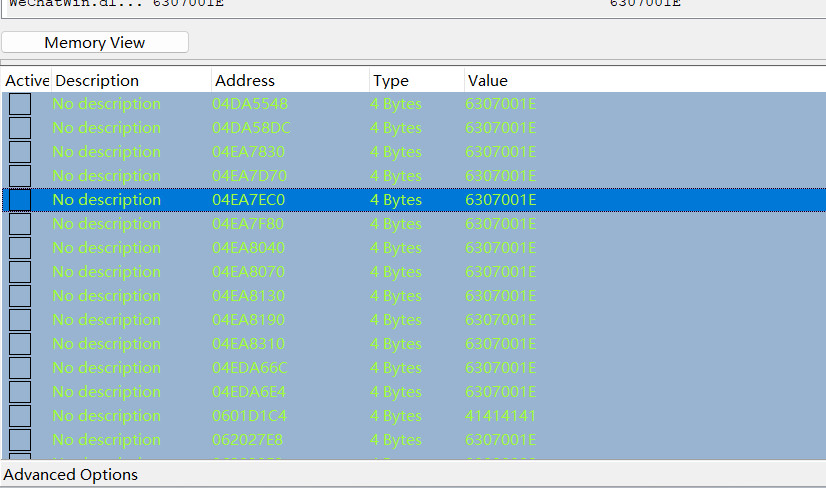 WeChatWin.dl... 6307001E 6307001E
Memory View
Active Description Address Type Value
No description 04DA5548 4 Bytes 6307001E
No description 04DA58DC 4 Bytes 6307001E
No description 04EA7830 4 Bytes 6307001E
No description 04EA7D70 4 Bytes 6307001E
No description 04EA7EC0 4 Bytes 6307001E
No description 04EA7F80 4 Bytes 6307001E
No description 04EA8040 4 Bytes 6307001E
No description 04EA8070 4 Bytes 6307001E
No description 04EA8130 4 Bytes 6307001E
No description 04EA8190 4 Bytes 6307001E
No description 04EA8310 4 Bytes 6307001E
No description 04EDA66C 4 Bytes 6307001E
No description 04EDA6E4 4 Bytes 6307001E
No description 0601D1C4 4 Bytes 41414141
No description 062027E8 4 Bytes 6307001E
Advanced Options